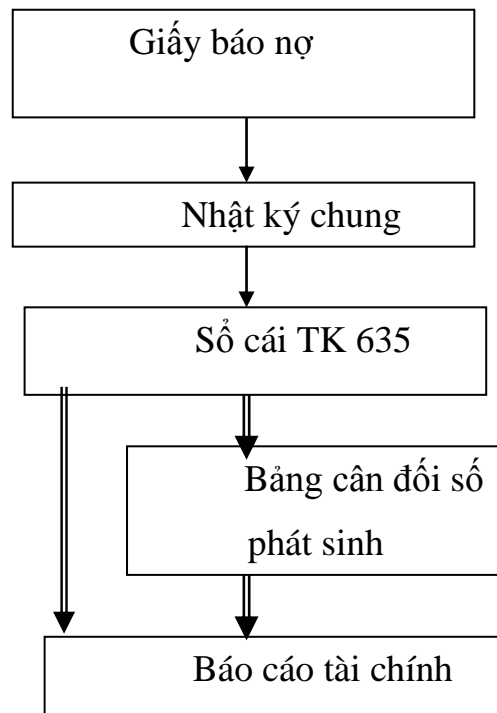 Giấy báo nợ
Nhật ký chung
Sổ cái TK 635
Bảng cân đối số
phát sinh
Báo cáo tài chính